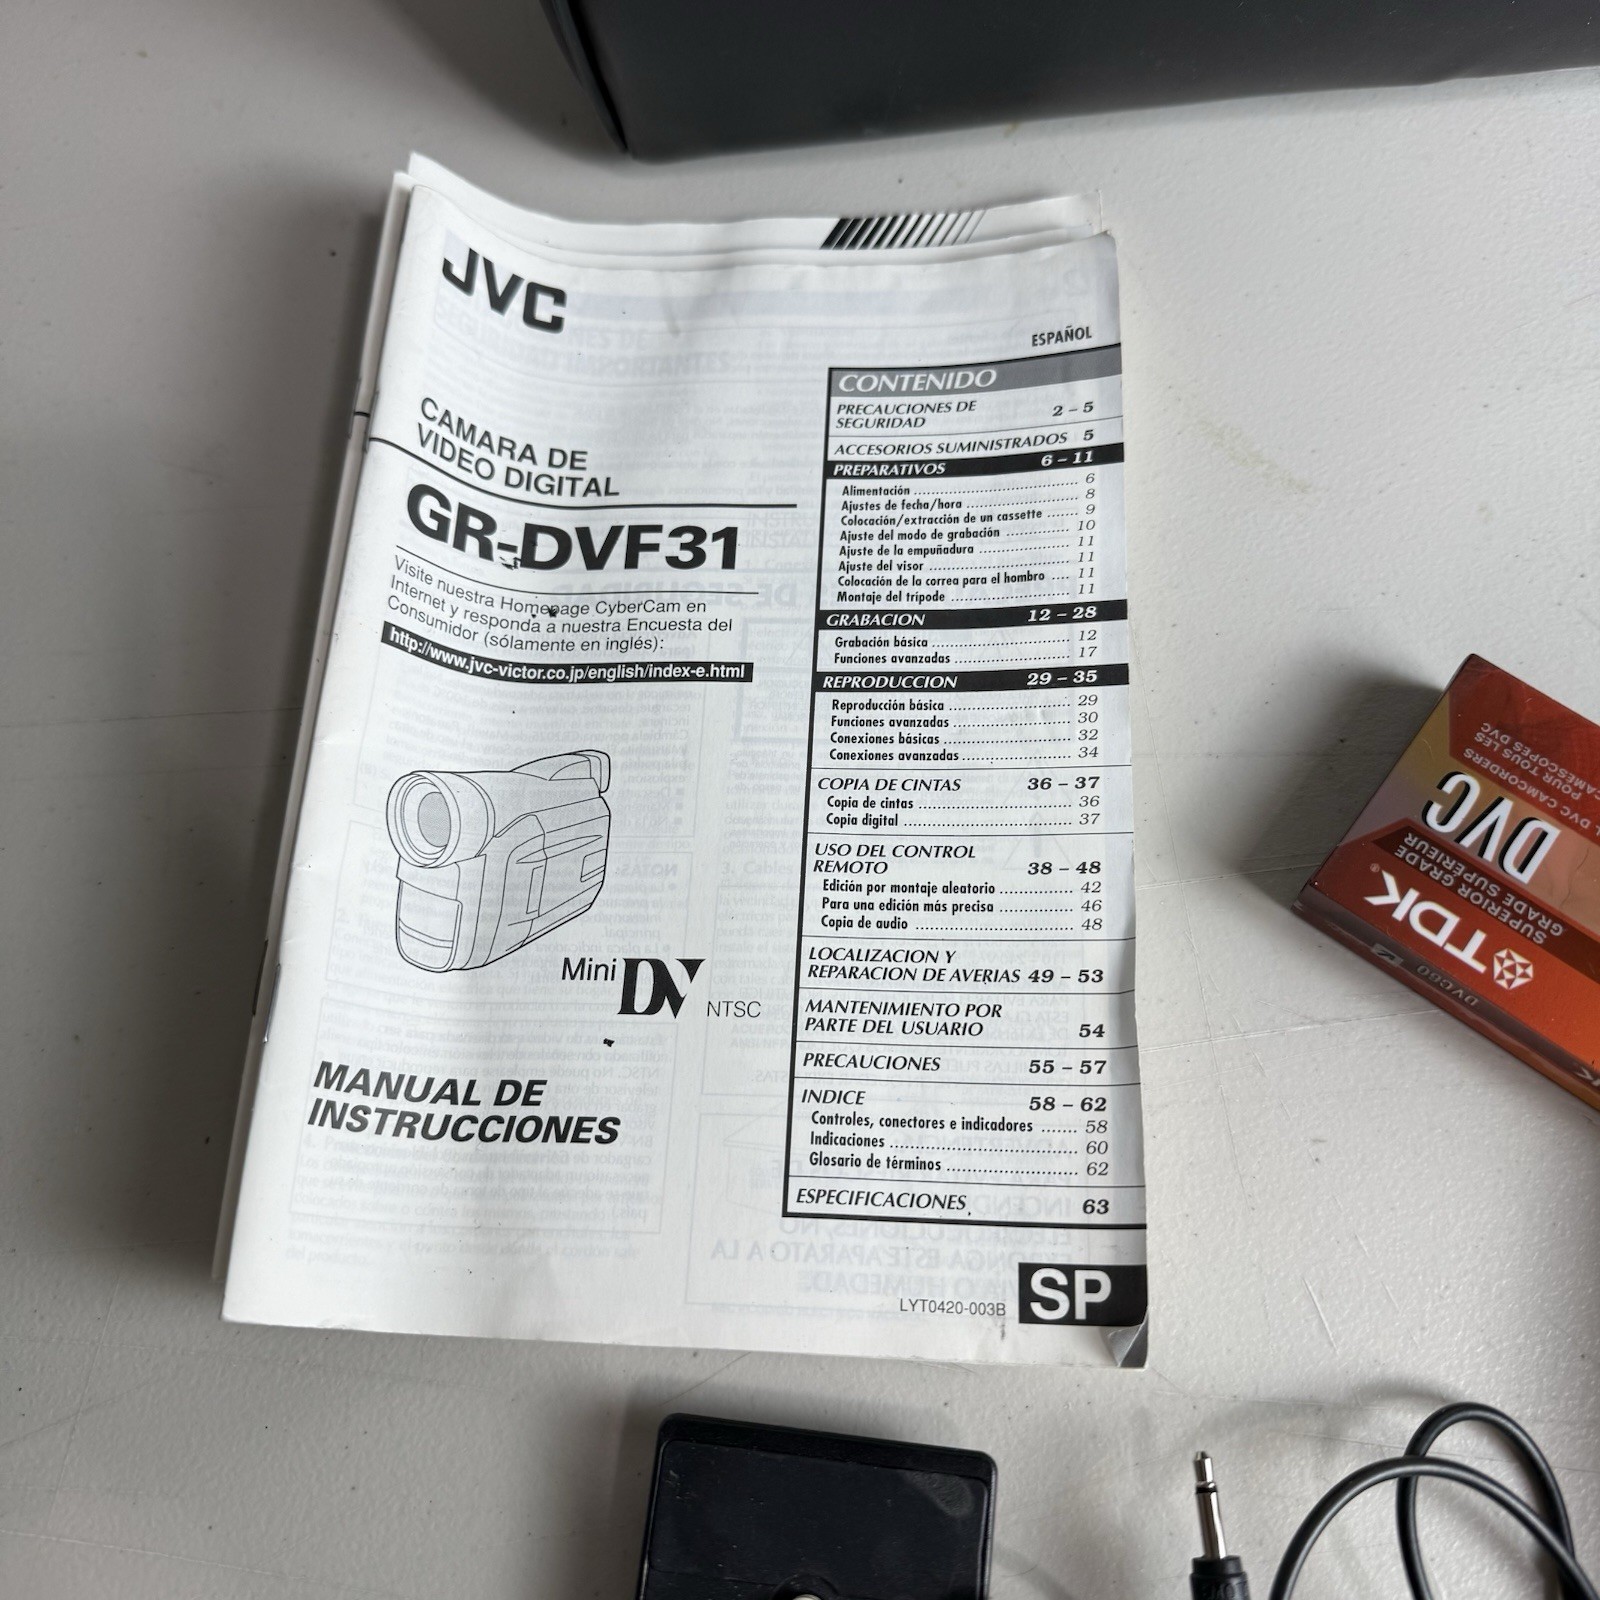 JVC
ESPAÑOL
CAMARA DE
VIDEO DIGITAL
GR-DVF31
Visite nuestra Homepage CyberCam en
Internet y responda a nuestra Encuesta del
Consumidor (sólamente en inglés):
http://www.jvc-victor.co.jp/english/index-e.html
Mini DV NTSC
MANUAL DE
INSTRUCCIONES
CONTENIDO
PRECAUCIONES DE
SEGURIDAD 2 – 5
ACCESORIOS SUMINISTRADOS 5
PREPARATIVOS 6 – 11
Alimentación ........ 6
Ajustes de fecha/hora ........ 8
Colocación/extracción de un cassette ........ 9
Ajuste del modo de grabación ........ 10
Ajuste de la empuñadura ........ 11
Ajuste del visor ........ 11
Colocación de la correa para el hombro .... 11
Montaje del trípode ........ 11
GRABACION 12 – 28
Grabación básica ........ 12
Funciones avanzadas ........ 17
REPRODUCCION 29 – 35
Reproducción básica ........ 29
Funciones avanzadas ........ 30
Conexiones básicas ........ 32
Conexiones avanzadas ........ 34
COPIA DE CINTAS 36 – 37
Copia de cintas ........ 36
Copia digital ........ 37
USO DEL CONTROL
REMOTO 38 – 48
Edición por montaje aleatorio ........ 42
Para una edición más precisa ........ 46
Copia de audio ........ 48
LOCALIZACION Y
REPARACION DE AVERIAS 49 – 53
MANTENIMIENTO POR
PARTE DEL USUARIO 54
PRECAUCIONES 55 – 57
INDICE 58 – 62
Controles, conectores e indicadores ....... 58
Indicaciones ........ 60
Glosario de términos ........ 62
ESPECIFICACIONES 63
LYT0420-003B SP
TDK
SUPERIOR GRADE
GRADE SUPÉRIEUR
DVC
DVC CAMCORDERS
POUR TOUS LES
CAMÉSCOPES DVC
DVC60